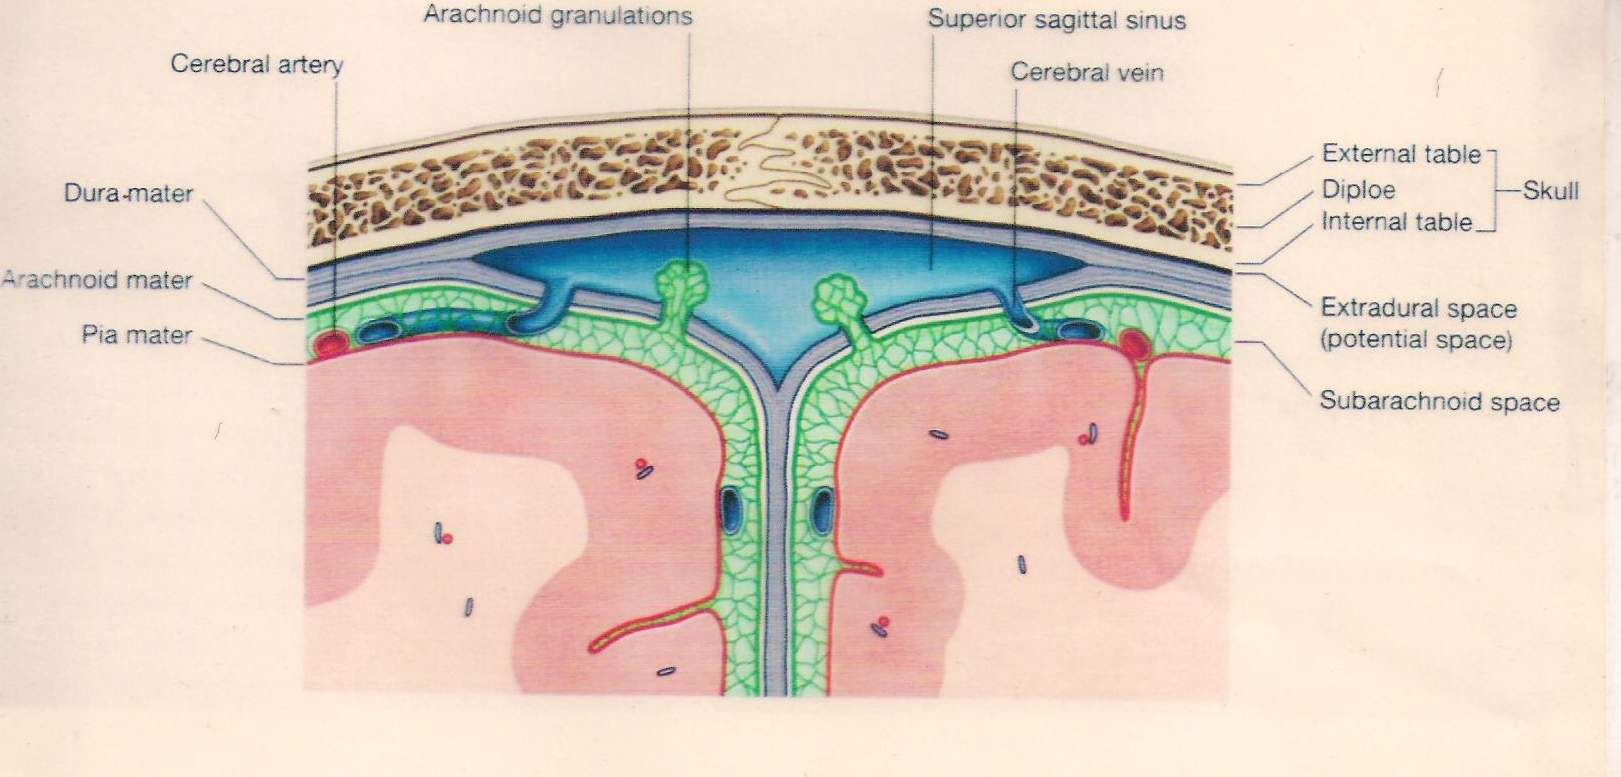 Arachnoid granulations
Superior sagittal sinus
Cerebral artery
Cerebral vein
External table
Dura-mater
Diploe
Skull
Internal table
Arachnoid mater
Extradural space
(potential space)
Pia mater
Subarachnoid space